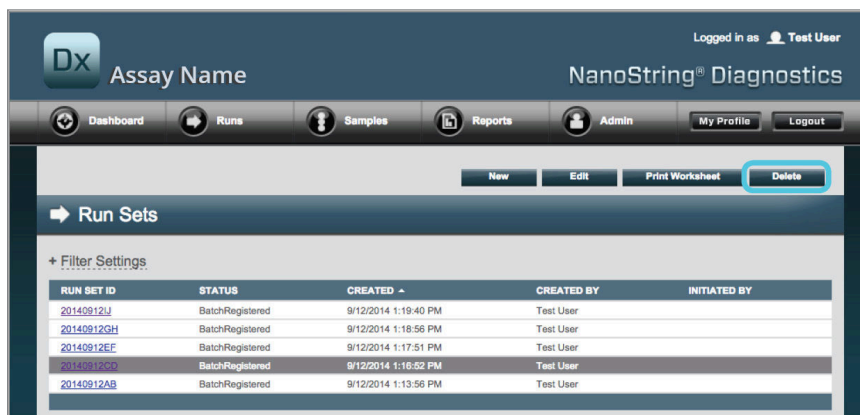 Logged in as Test User
Dx Assay Name
NanoString® Diagnostics
Dashboard Runs Samples Reports Admin My Profile Logout
New Edit Print Worksheet Delete
Run Sets
+ Filter Settings
RUN SET ID STATUS CREATED CREATED BY INITIATED BY
20140912IJ BatchRegistered 9/12/2014 1:19:40 PM Test User
20140912GH BatchRegistered 9/12/2014 1:18:56 PM Test User
20140912EF BatchRegistered 9/12/2014 1:17:51 PM Test User
20140912CD BatchRegistered 9/12/2014 1:16:52 PM Test User
20140912AB BatchRegistered 9/12/2014 1:13:56 PM Test User